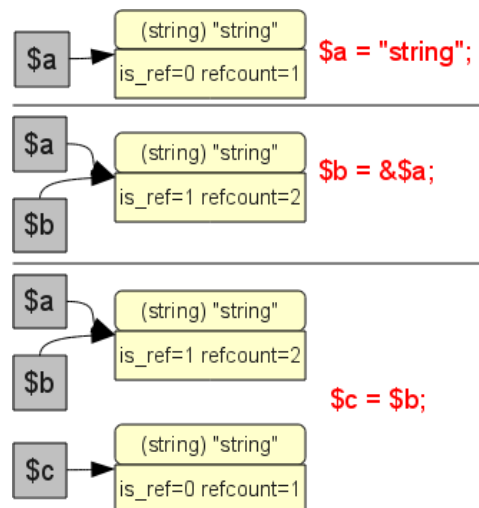 (string) "string"
$a
$a = "string";
is_ref=0 refcount=1
$a
(string) "string"
$b = &$a;
is_ref=1 refcount=2
$b
$a
(string) "string"
is_ref=1 refcount=2
$b
$c = $b;
(string) "string"
$c
is_ref=0 refcount=1